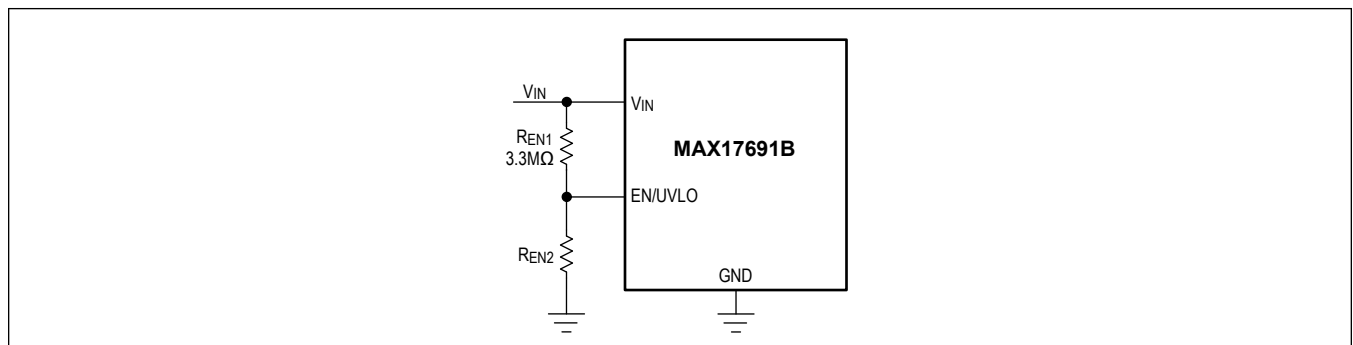 VIN
VIN
REN1
3.3MΩ
MAX17691B
EN/UVLO
REN2
GND